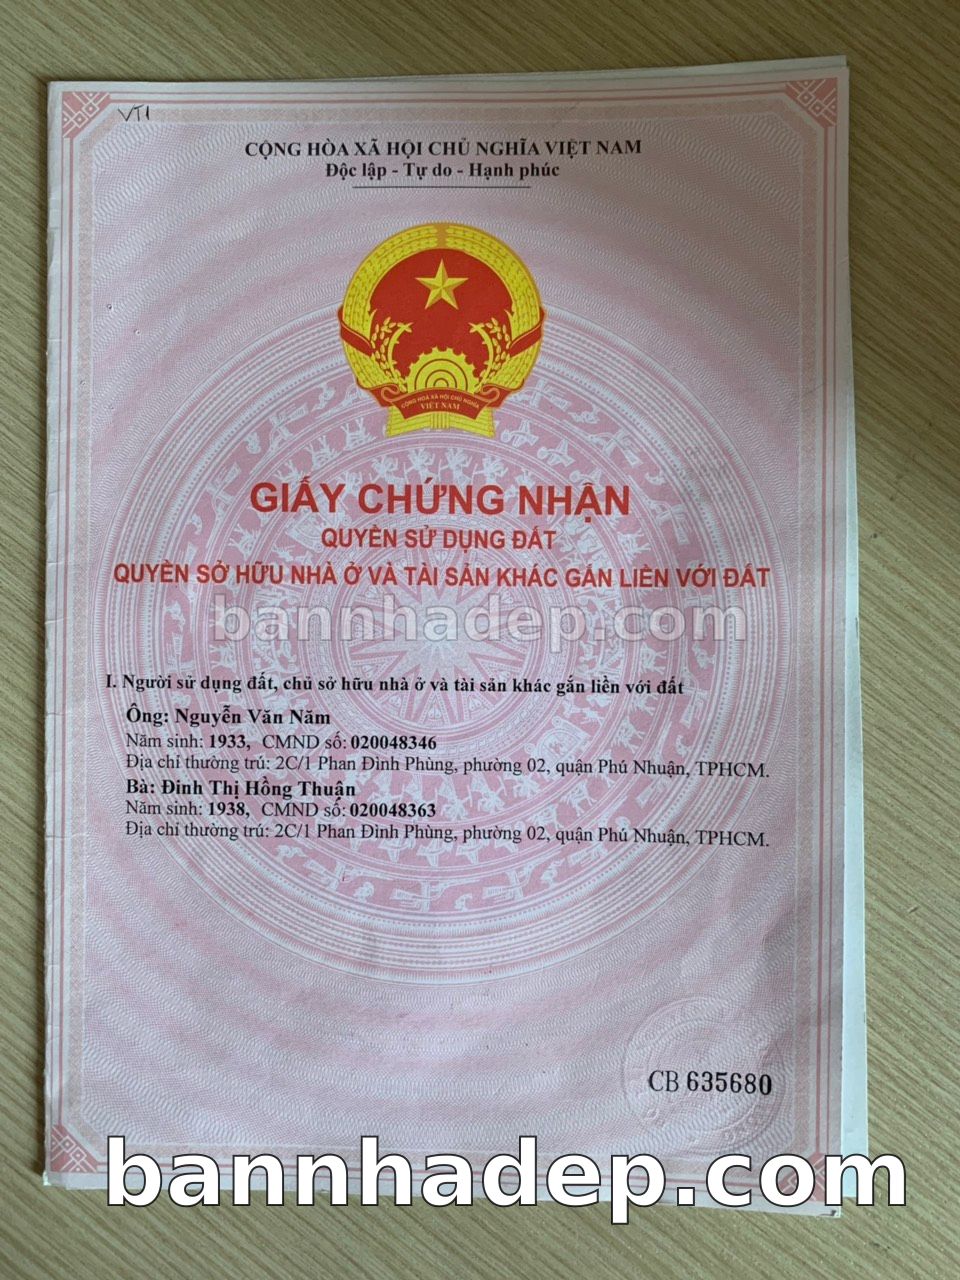 VT1
CỘNG HÒA XÃ HỘI CHỦ NGHĨA VIỆT NAM
Độc lập - Tự do - Hạnh phúc
CỘNG HOÀ XÃ HỘI CHỦ NGHĨA
VIỆT NAM
GIẤY CHỨNG NHẬN
QUYỀN SỬ DỤNG ĐẤT
QUYỀN SỞ HỮU NHÀ Ở VÀ TÀI SẢN KHÁC GẮN LIỀN VỚI ĐẤT
bannhadep.com
I. Người sử dụng đất, chủ sở hữu nhà ở và tài sản khác gắn liền với đất
Ông: Nguyễn Văn Năm
Năm sinh: 1933, CMND số: 020048346
Địa chỉ thường trú: 2C/1 Phan Đình Phùng, phường 02, quận Phú Nhuận, TPHCM.
Bà: Đinh Thị Hồng Thuận
Năm sinh: 1938, CMND số: 020048363
Địa chỉ thường trú: 2C/1 Phan Đình Phùng, phường 02, quận Phú Nhuận, TPHCM.
CB 635680
bannhadep.com